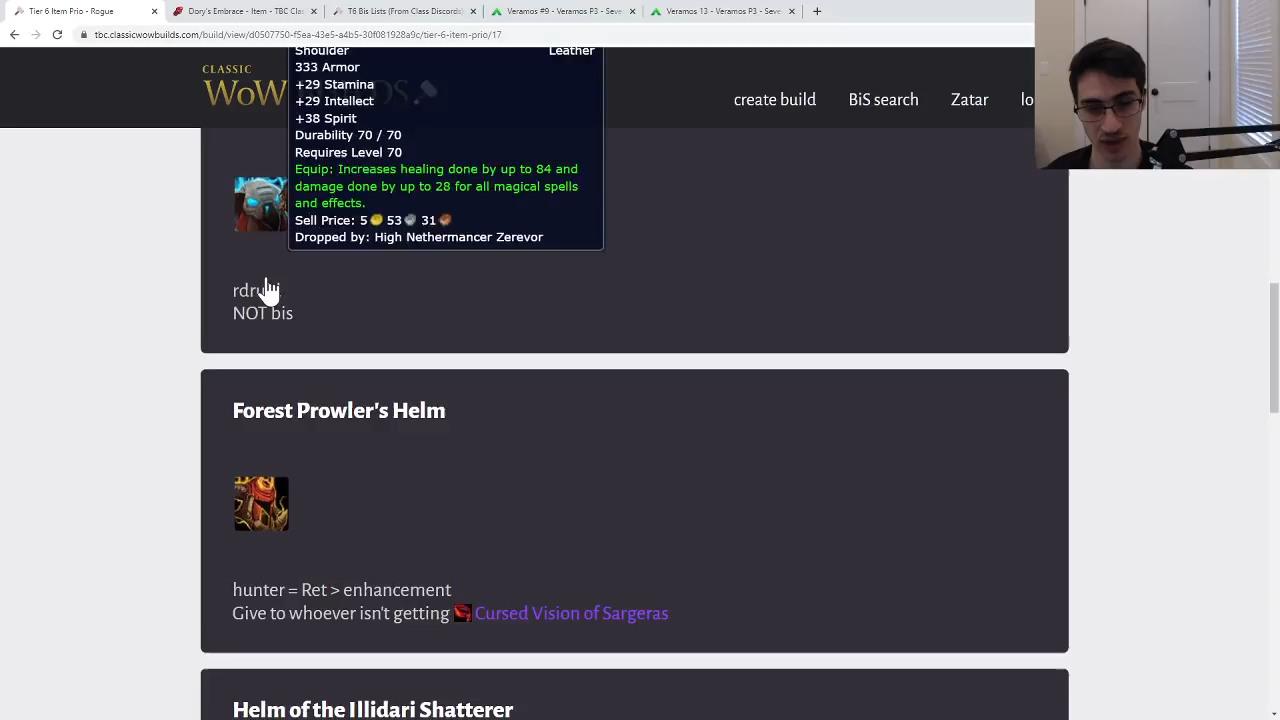 Tier 6 Item Prio - Rogue
Dory's Embrace - Item - TBC Clas
T6 Bis Lists (From Class Discords)
Veramos #9 - Veramos P3 - Seve
Veramos 13 - Veramos P3 - Seve
tbc.classicwowbuilds.com/build/view/d0507750-f5ea-43e5-a4b5-30f081928a9c/tier-6-item-prio/17
CLASSIC
WoW
create build
BiS search
Zatar
lo
Shoulder Leather
333 Armor
+29 Stamina
+29 Intellect
+38 Spirit
Durability 70 / 70
Requires Level 70
Equip: Increases healing done by up to 84 and
damage done by up to 28 for all magical spells
and effects.
Sell Price: 5 53 31
Dropped by: High Nethermancer Zerevor
NOT bis
Forest Prowler's Helm
hunter = Ret > enhancement
Give to whoever isn't getting Cursed Vision of Sargeras
Helm of the Illidari Shatterer